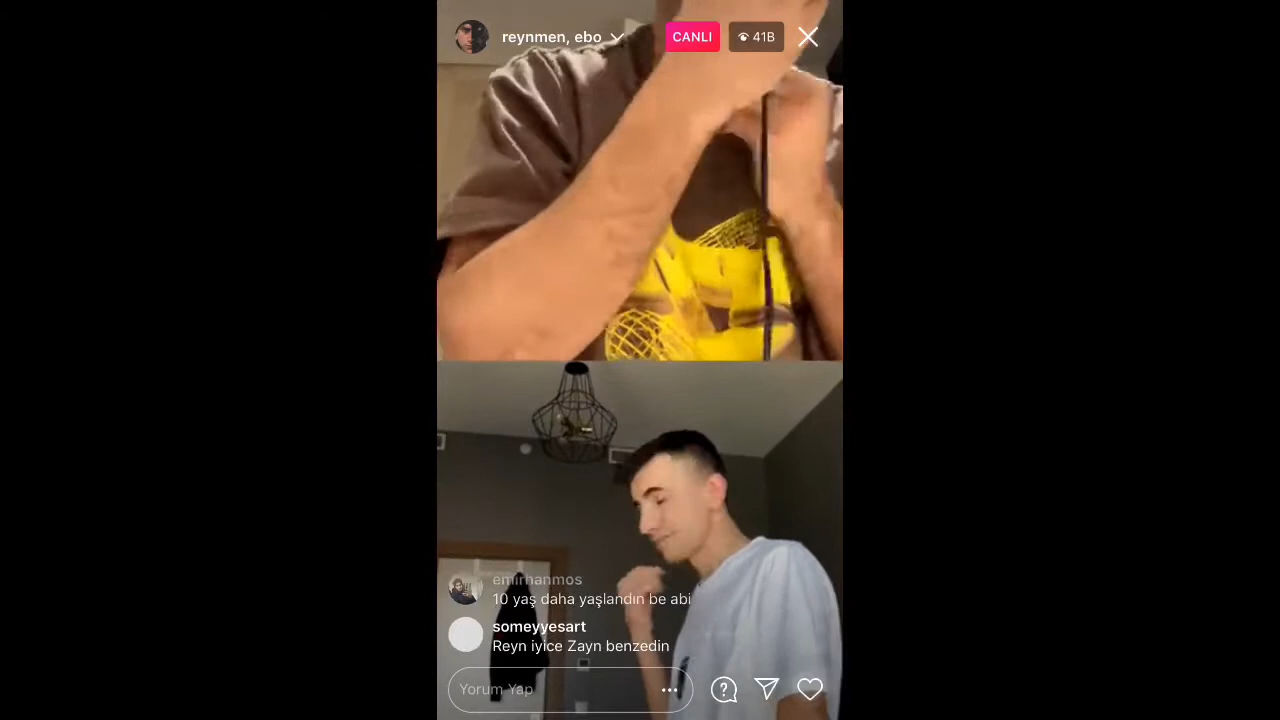 reynmen, ebo
CANLI
41B
emirhanmos
10 yaş daha yaşlandın be abi
someyyesart
Reyn iyice Zayn benzedin
Yorum Yap